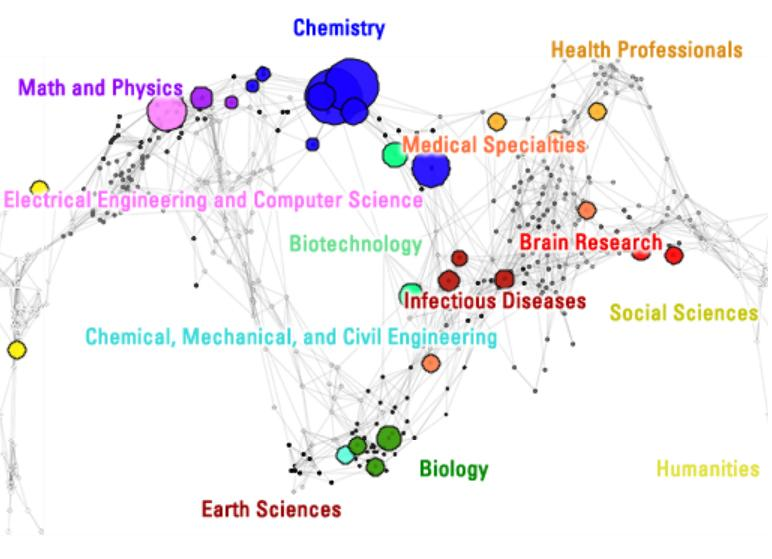 Chemistry
Health Professionals
Math and Physics
Medical Specialties
Electrical Engineering and Computer Science
Biotechnology
Brain Research
Infectious Diseases
Social Sciences
Chemical, Mechanical, and Civil Engineering
Biology
Humanities
Earth Sciences